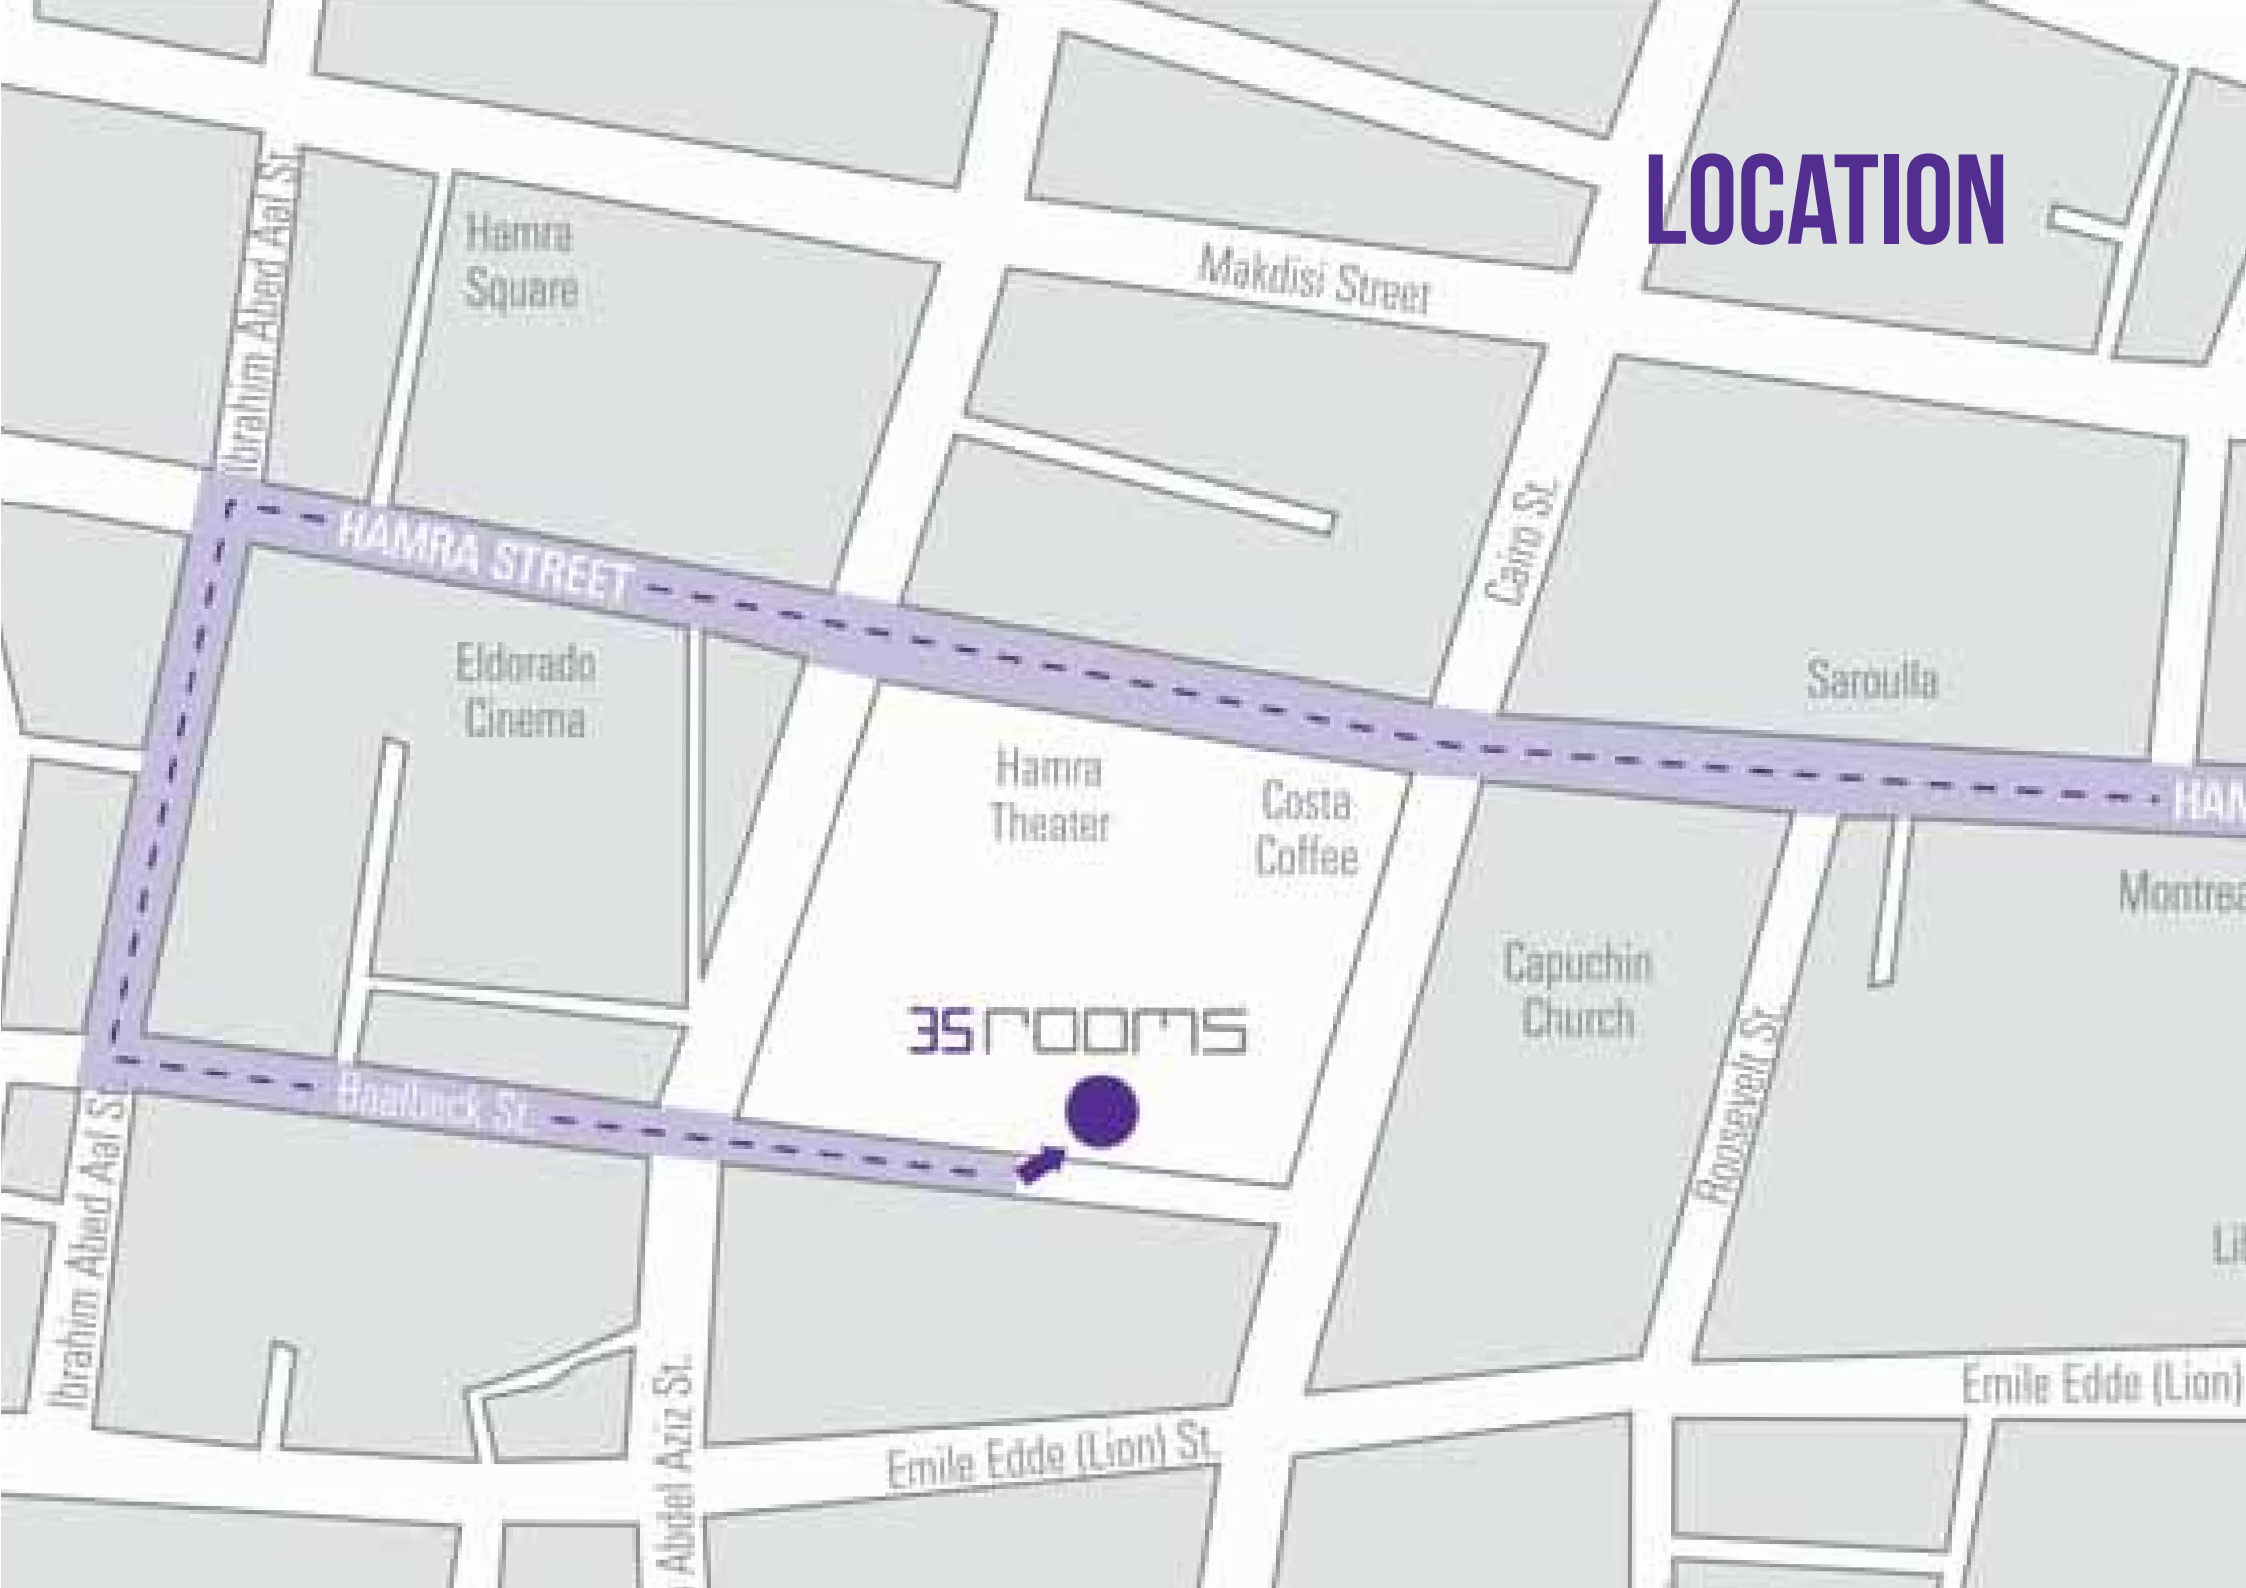 LOCATION
Ibrahim Abed Aal St.
Hamra
Square
Makdisi Street
HAMRA STREET
Cairo St.
Eldorado
Cinema
Saroulla
Hamra
Theater
Costa
Coffee
HAM
Montrea
Capuchin
Church
35rooms
Baalbeck St.
Roosevelt St.
Ibrahim Abed Aal St.
Abdel Aziz St.
Emile Edde (Lion) St.
Emile Edde (Lion)